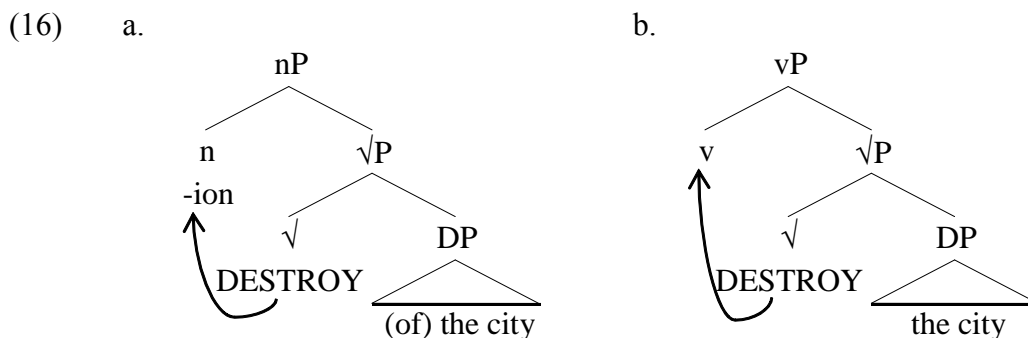 (16) a. b.
nP vP
n √P v √P
-ion
√ DP √ DP
DESTROY DESTROY
(of) the city the city